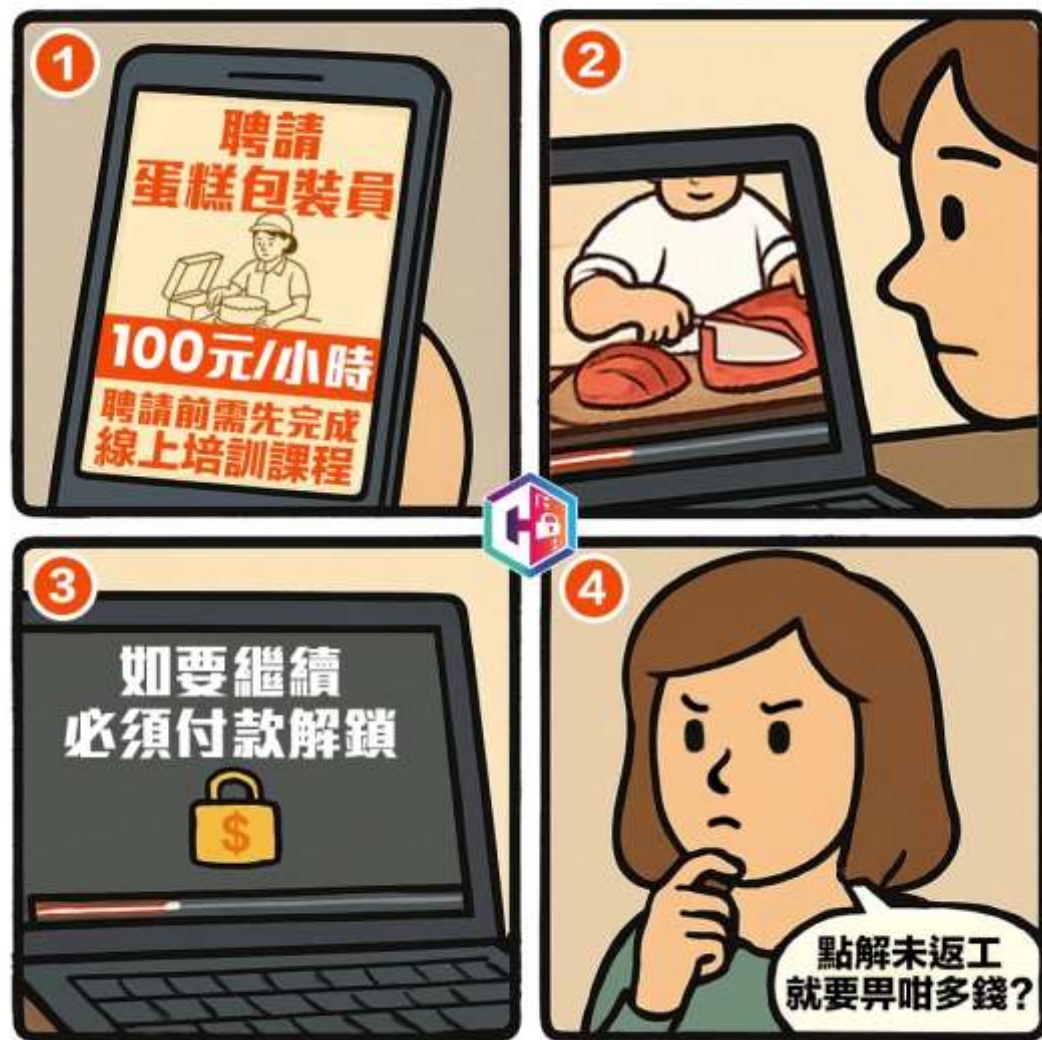 1
聘請
蛋糕包裝員
100元/小時
聘請前需先完成
線上培訓課程
2
3
如要繼續
必須付款解鎖
$
4
點解未返工
就要畀咁多錢?